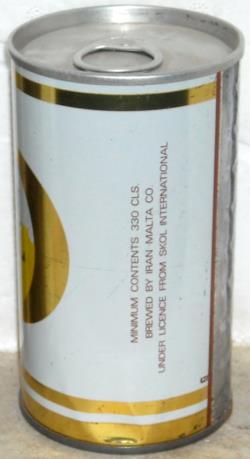 MINIMUM CONTENTS 330 CLS.
BREWED BY IRAN MALTA CO.
UNDER LICENCE FROM SKOL INTERNATIONAL